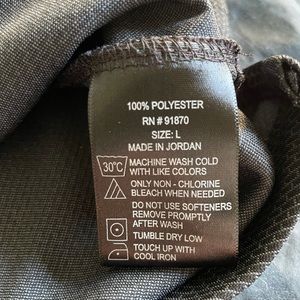 100% POLYESTER
RN # 91870
SIZE: L
MADE IN JORDAN
30°C MACHINE WASH COLD
WITH LIKE COLORS
ONLY NON - CHLORINE
BLEACH WHEN NEEDED
DO NOT USE SOFTENERS
REMOVE PROMPTLY
AFTER WASH
TUMBLE DRY LOW
TOUCH UP WITH
COOL IRON